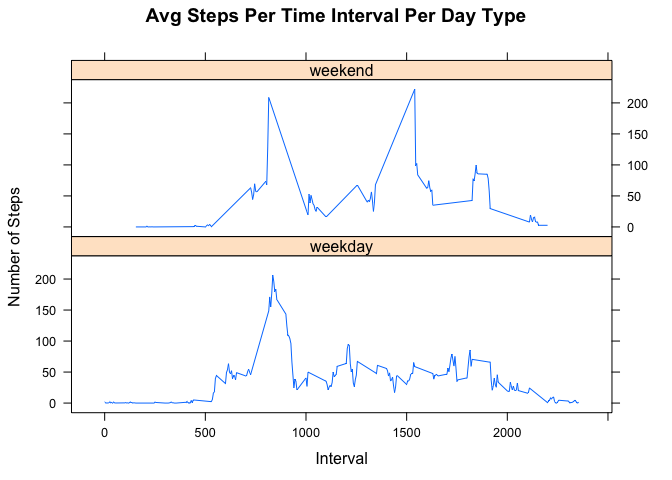 Avg Steps Per Time Interval Per Day Type
weekend
200
150
100
50
0
weekday
200
150
100
50
0
Number of Steps
0 500 1000 1500 2000
Interval